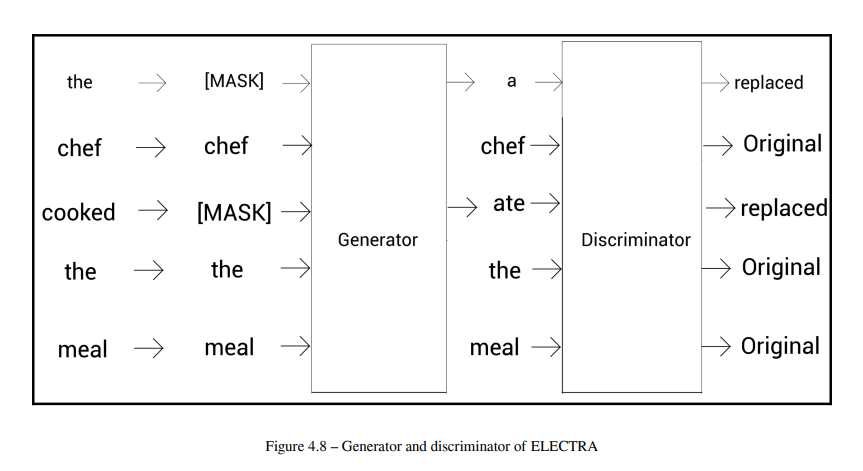 the [MASK] a replaced
chef chef chef Original
cooked [MASK] ate replaced
Generator Discriminator
the the the Original
meal meal meal Original
Figure 4.8 – Generator and discriminator of ELECTRA